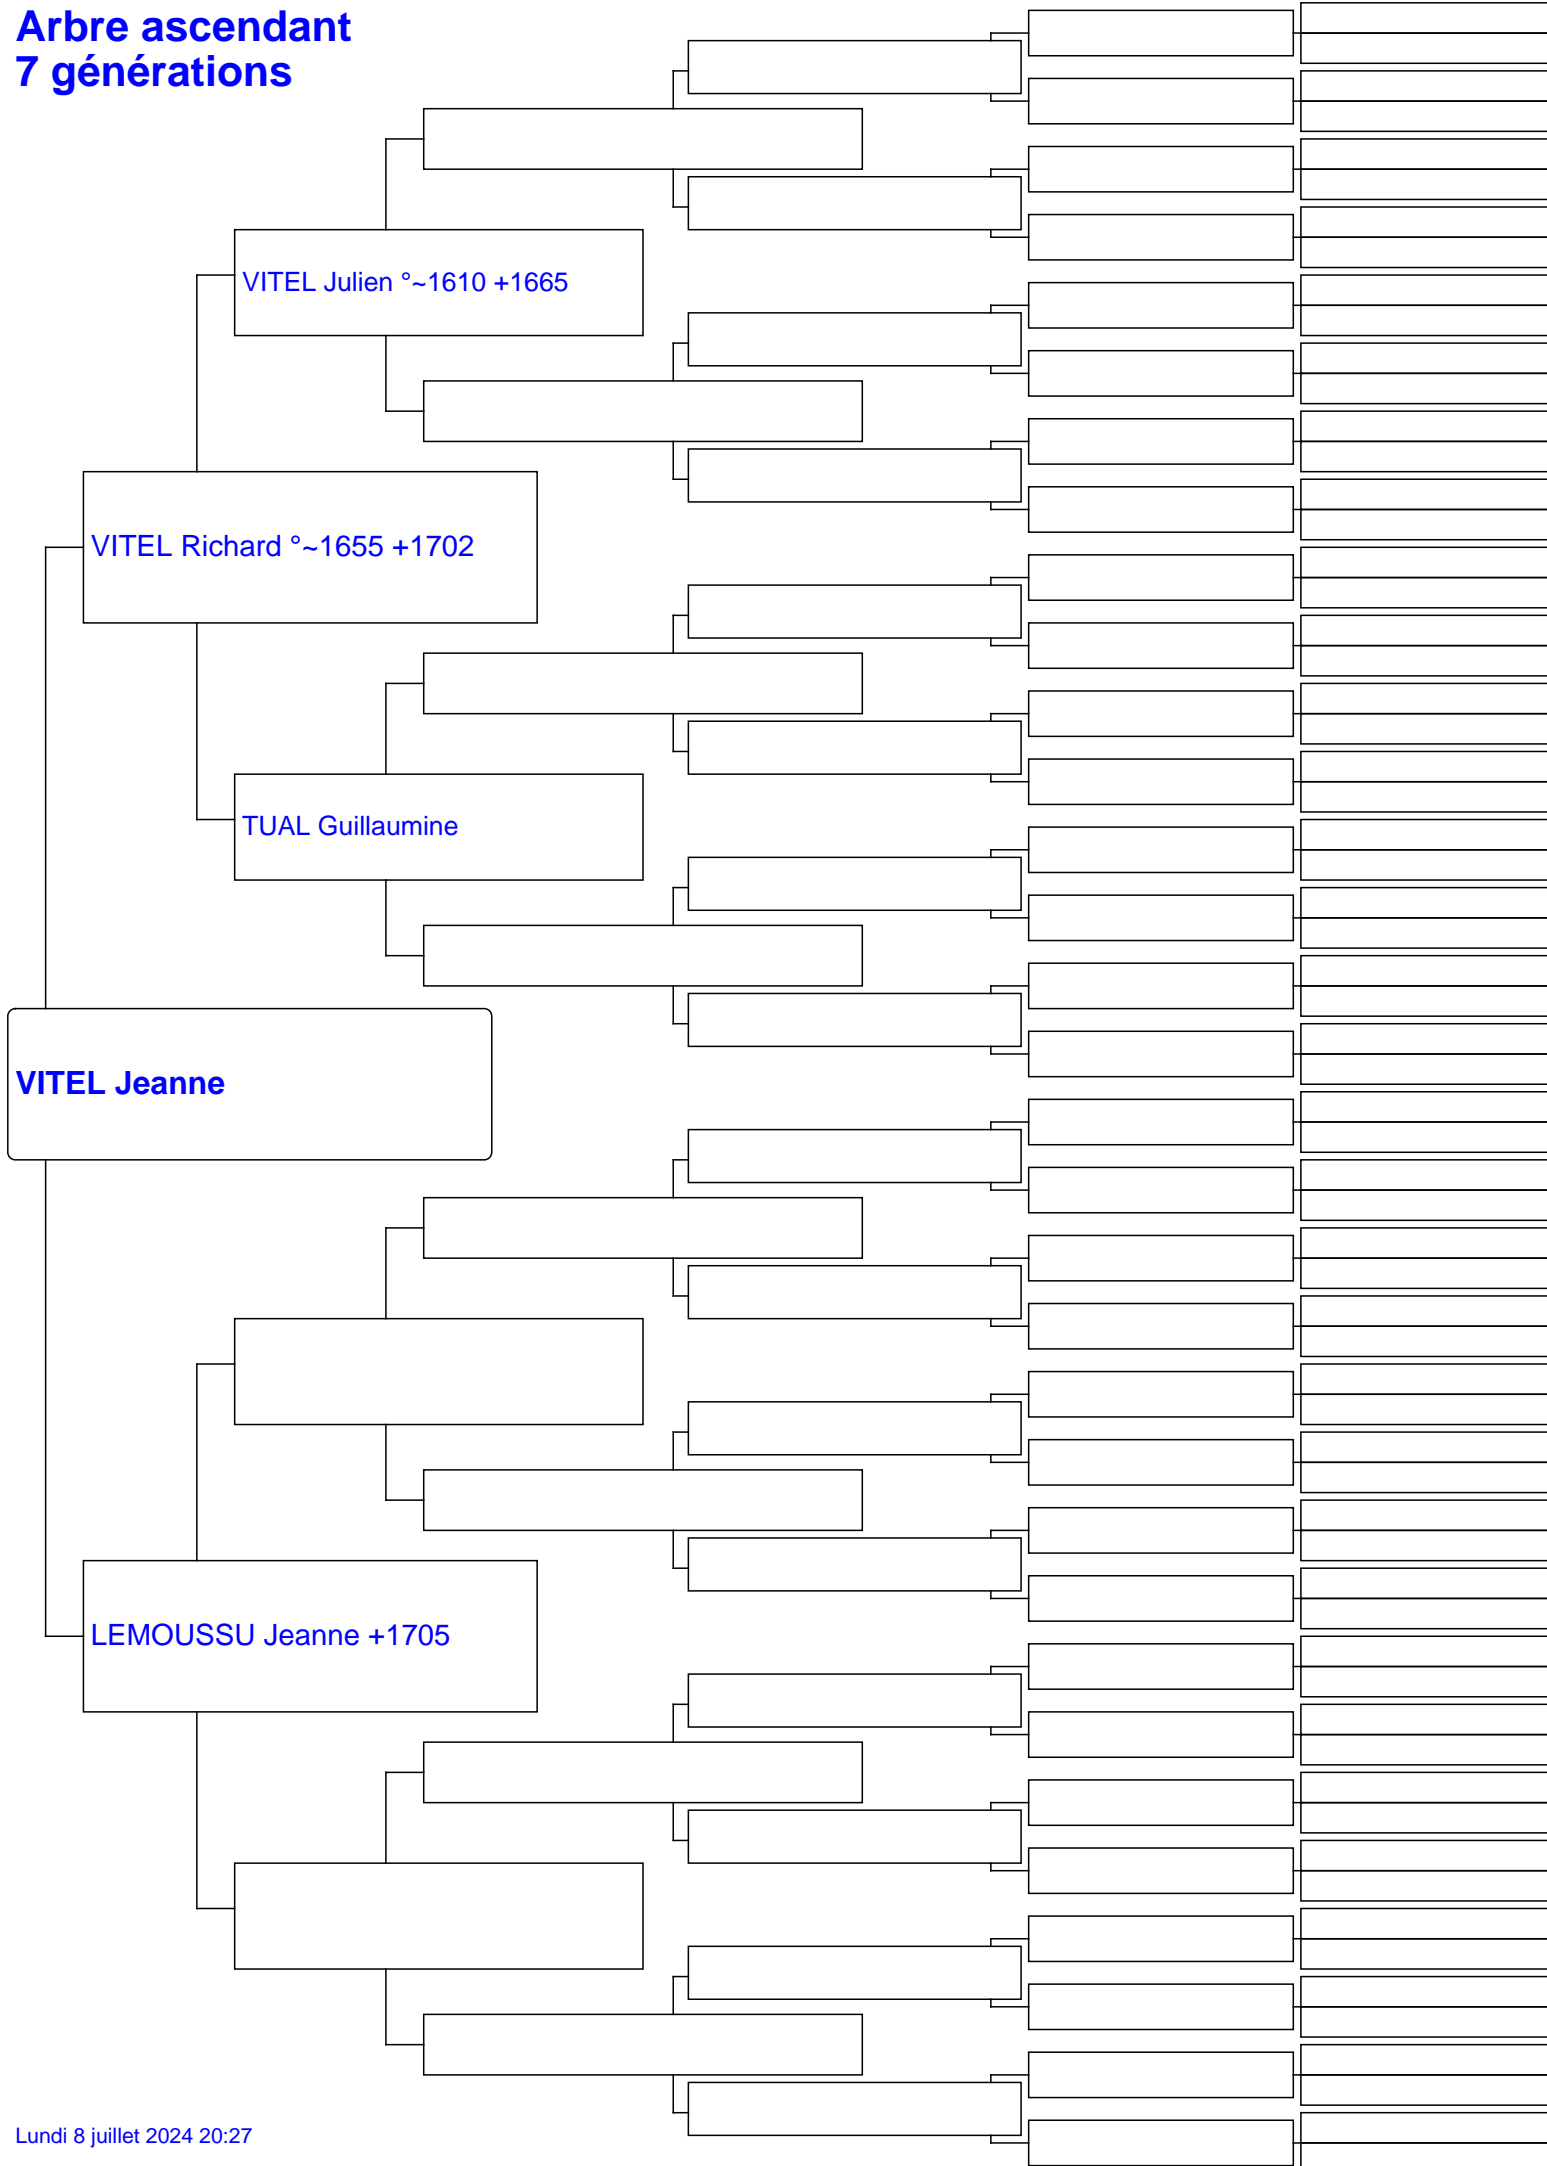 Arbre ascendant
7 générations
VITEL Julien °~1610 +1665
VITEL Richard °~1655 +1702
TUAL Guillaumine
VITEL Jeanne
LEMOUSSU Jeanne +1705
Lundi 8 juillet 2024 20:27